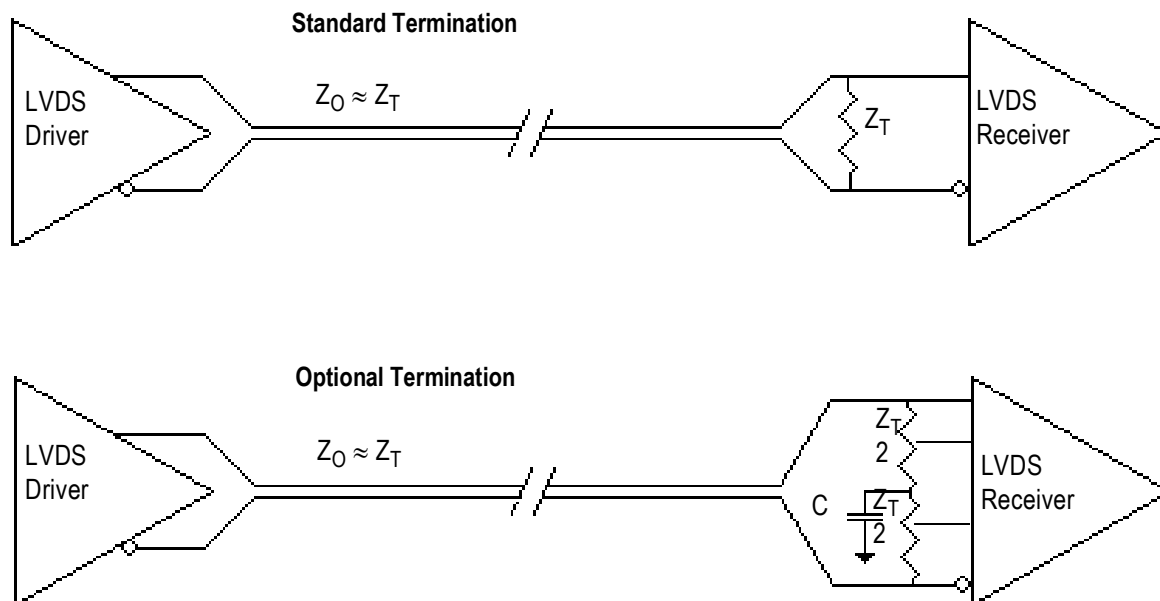 Standard Termination
LVDS
Driver
Z_O ≈ Z_T
Z_T
LVDS
Receiver
Optional Termination
LVDS
Driver
Z_O ≈ Z_T
Z_T
2
C
Z_T
2
LVDS
Receiver